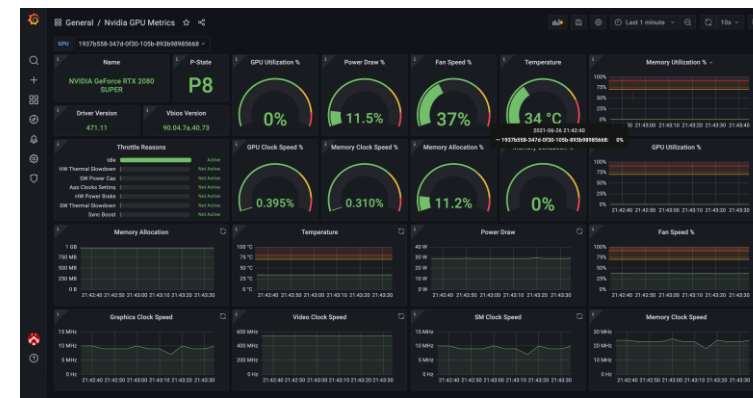 General / Nvidia GPU Metrics
Last 1 minute
10s
GPU 1937b558-347d-0f30-105b-893b98985668
Name
NVIDIA GeForce RTX 2080 SUPER
P-State
P8
Driver Version
471.11
Vbios Version
90.04.7a.40.73
GPU Utilization %
0%
Power Draw %
11.5%
Fan Speed %
37%
Temperature
34 °C
Memory Utilization %
100%
75%
50%
25%
0%
21:43:00 21:43:10 21:43:20 21:43:30
2021-06-26 21:42:40
1937b558-347d-0f30-105b-893b98985668: 0%
Throttle Reasons
Idle Active
HW Thermal Slowdown Not Active
SW Power Cap Not Active
App Clocks Setting Not Active
HW Power Brake Not Active
SW Thermal Slowdown Not Active
Sync Boost Not Active
GPU Clock Speed %
0.395%
Memory Clock Speed %
0.310%
Memory Allocation %
11.2%
0%
GPU Utilization %
100%
75%
50%
25%
0%
21:42:40 21:42:50 21:43:00 21:43:10 21:43:20 21:43:30
Memory Allocation
1 GB
750 MB
500 MB
250 MB
0 B
21:42:40 21:42:50 21:43:00 21:43:10 21:43:20 21:43:30
Temperature
100 °C
75 °C
50 °C
25 °C
0 °C
21:42:40 21:42:50 21:43:00 21:43:10 21:43:20 21:43:30
Power Draw
40 W
30 W
20 W
10 W
0 W
21:42:40 21:42:50 21:43:00 21:43:10 21:43:20 21:43:30
Fan Speed %
100%
75%
50%
25%
0%
21:42:40 21:42:50 21:43:00 21:43:10 21:43:20 21:43:30
Graphics Clock Speed
15 MHz
10 MHz
5 MHz
0 Hz
21:42:40 21:42:50 21:43:00 21:43:10 21:43:20 21:43:30
Video Clock Speed
600 MHz
400 MHz
200 MHz
0 Hz
21:42:40 21:42:50 21:43:00 21:43:10 21:43:20 21:43:30
SM Clock Speed
15 MHz
10 MHz
5 MHz
0 Hz
21:42:40 21:42:50 21:43:00 21:43:10 21:43:20 21:43:30
Memory Clock Speed
30 MHz
20 MHz
10 MHz
0 Hz
21:42:40 21:42:50 21:43:00 21:43:10 21:43:20 21:43:30